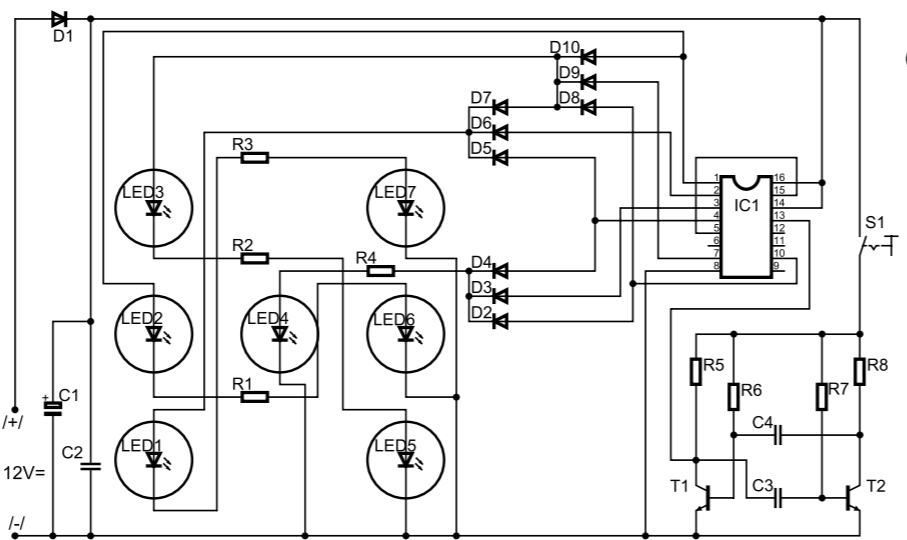 D1
D10
D9
D7
D8
D6
D5
R3
1
16
2
15
LED3
LED7
3
IC1
14
4
13
5
12
S1
6
11
R2
7
10
R4
D4
8
9
D3
LED2
LED4
LED6
D2
R5
R8
R1
R6
R7
+
C1
/+/
C4
LED1
LED5
C2
12V=
T1
C3
T2
/-/